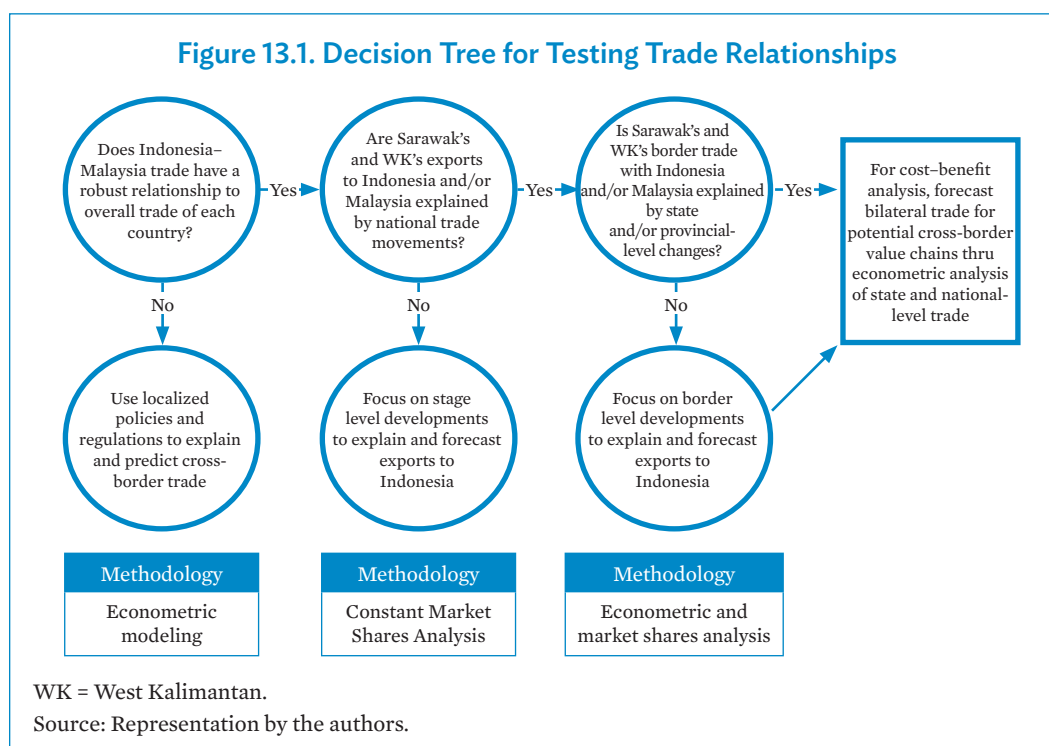 Figure 13.1. Decision Tree for Testing Trade Relationships
Does Indonesia–
Malaysia trade have a
robust relationship to
overall trade of each
country?
Yes
Are Sarawak's
and WK's exports
to Indonesia and/or
Malaysia explained
by national trade
movements?
Yes
Is Sarawak's and
WK's border trade
with Indonesia
and/or Malaysia explained
by state
and/or provincial-
level changes?
Yes
For cost–benefit
analysis, forecast
bilateral trade for
potential cross-border
value chains thru
econometric analysis
of state and national-
level trade
No
No
No
Use localized
policies and
regulations to explain
and predict cross-
border trade
Focus on stage
level developments
to explain and forecast
exports to
Indonesia
Focus on border
level developments
to explain and forecast
exports to
Indonesia
Methodology
Econometric
modeling
Methodology
Constant Market
Shares Analysis
Methodology
Econometric and
market shares analysis
WK = West Kalimantan.
Source: Representation by the authors.